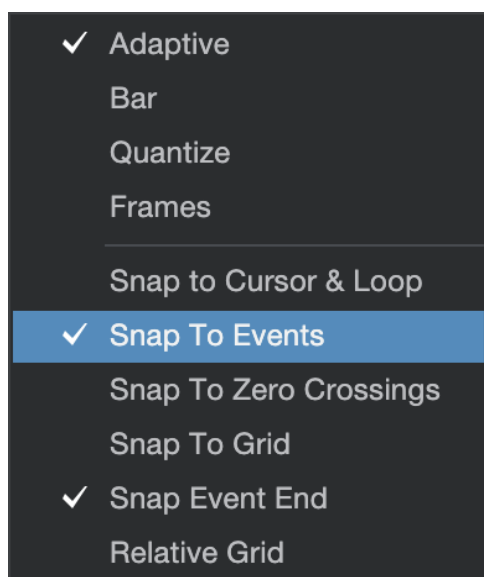 Adaptive
Bar
Quantize
Frames
Snap to Cursor & Loop
Snap To Events
Snap To Zero Crossings
Snap To Grid
Snap Event End
Relative Grid